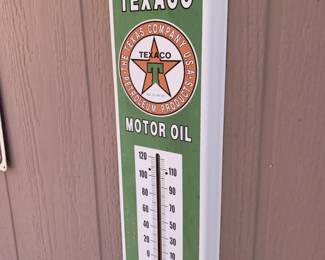 TEXACO
THE TEXAS COMPANY U.S.A.
TEXACO
T
PETROLEUM PRODUCTS
MOTOR OIL
120
100 110
80 90
60 70
40 50
20 30
0 10